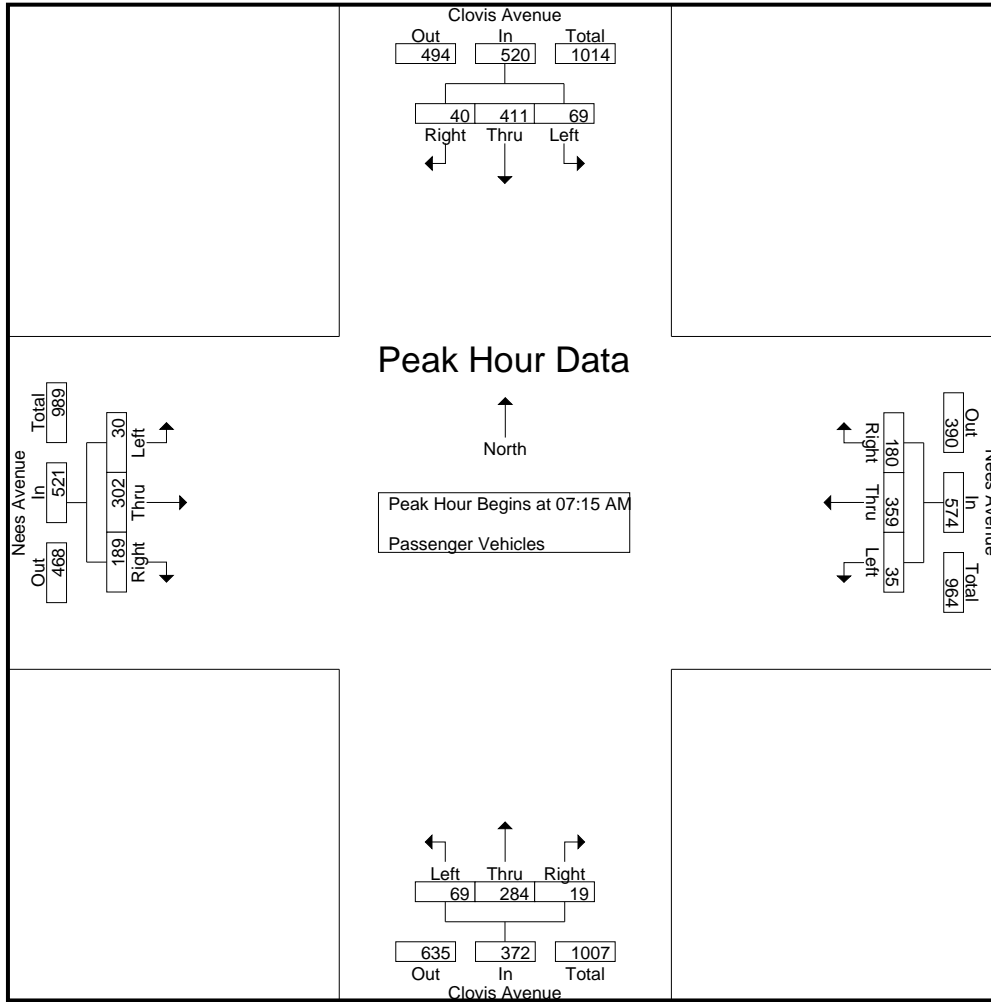 Clovis Avenue
Out In Total
494 520 1014
40 411 69
Right Thru Left
Peak Hour Data
North
Peak Hour Begins at 07:15 AM
Passenger Vehicles
Nees Avenue
Total In Out
989 521 468
30 302 189
Left Thru Right
Right Thru Left
180 359 35
390 574 964
Out In Total
Nees Avenue
Left Thru Right
69 284 19
635 372 1007
Out In Total
Clovis Avenue